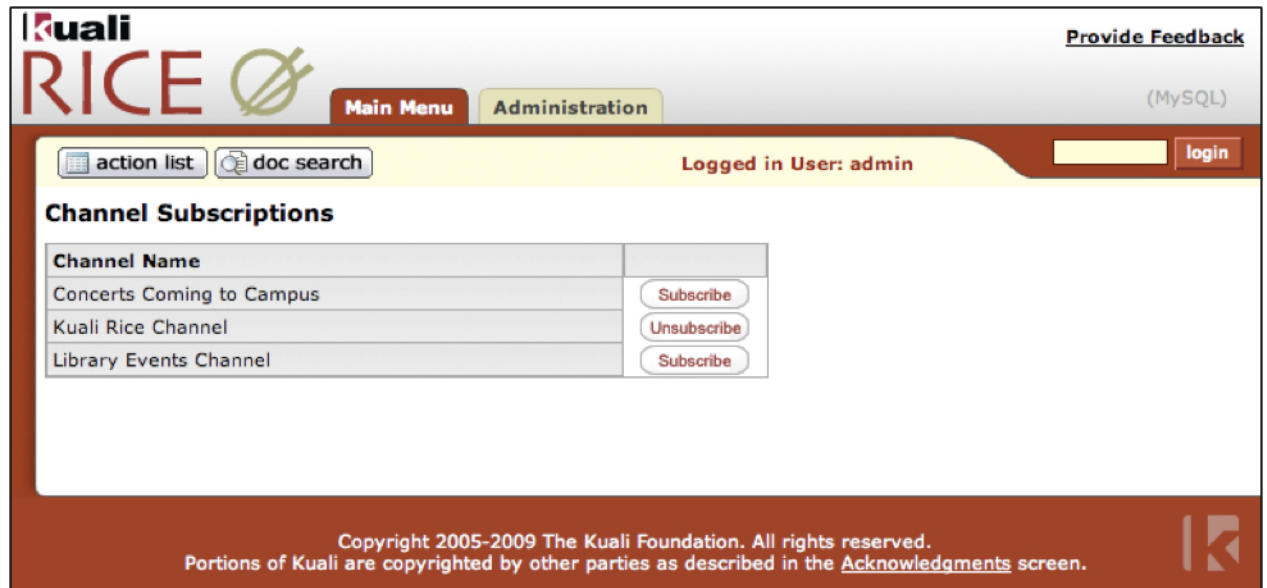 Kuali
RICE
Provide Feedback
Main Menu Administration (MySQL)
action list doc search Logged in User: admin login
Channel Subscriptions
Channel Name
Concerts Coming to Campus Subscribe
Kuali Rice Channel Unsubscribe
Library Events Channel Subscribe
Copyright 2005-2009 The Kuali Foundation. All rights reserved.
Portions of Kuali are copyrighted by other parties as described in the Acknowledgments screen.